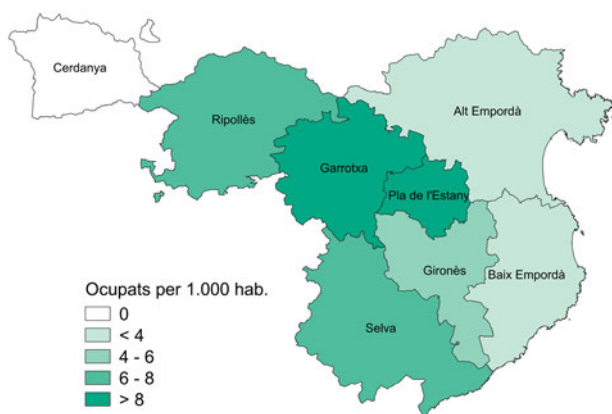 Cerdanya
Ripollès
Alt Empordà
Garrotxa
Pla de l'Estany
Gironès
Baix Empordà
Selva
Ocupats per 1.000 hab.
0
< 4
4 - 6
6 - 8
> 8